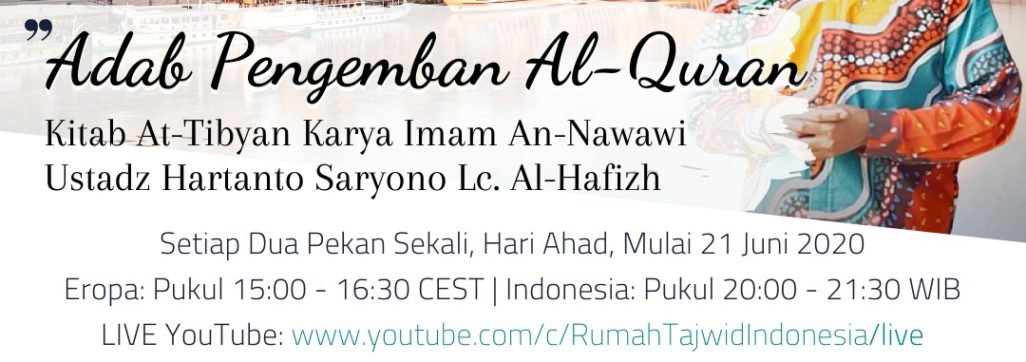 ” Adab Pengemban Al-Quran
Kitab At-Tibyan Karya Imam An-Nawawi
Ustadz Hartanto Saryono Lc. Al-Hafizh
Setiap Dua Pekan Sekali, Hari Ahad, Mulai 21 Juni 2020
Eropa: Pukul 15:00 - 16:30 CEST | Indonesia: Pukul 20:00 - 21:30 WIB
LIVE YouTube: www.youtube.com/c/RumahTajwidIndonesia/live